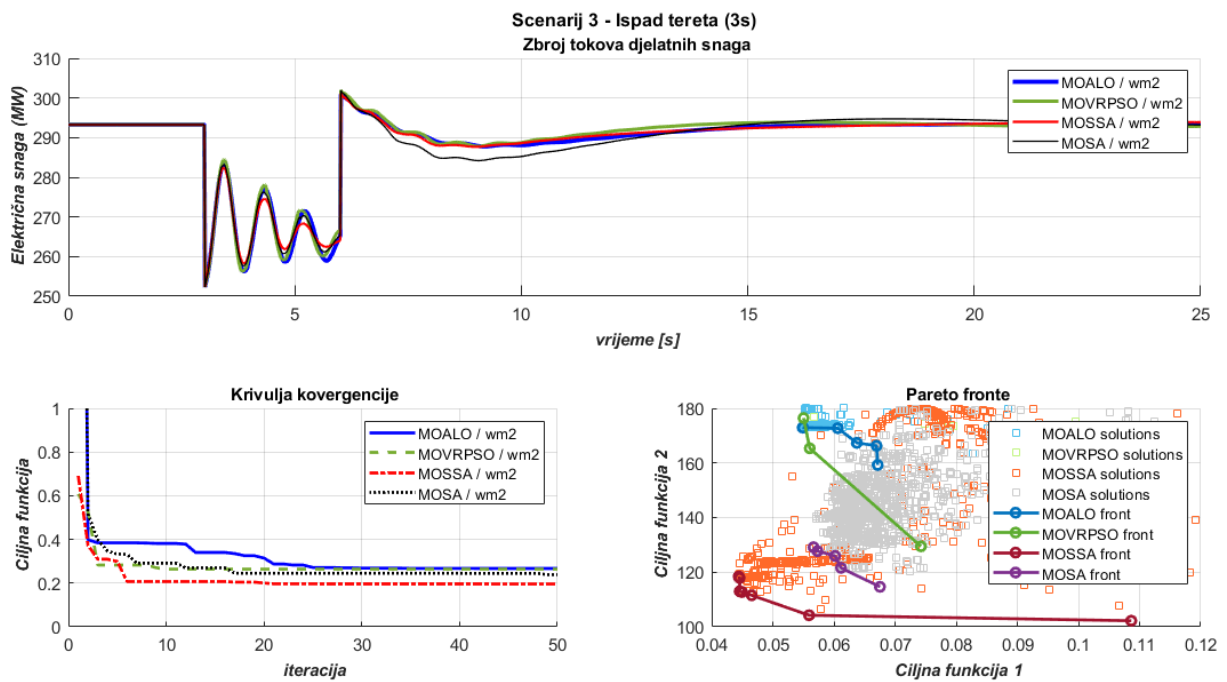 Scenarij 3 - Ispad tereta (3s)
Zbroj tokova djelatnih snaga
310
300
290
280
270
260
250
Električna snaga (MW)
0 5 10 15 20 25
vrijeme [s]
MOALO / wm2
MOVRPSO / wm2
MOSSA / wm2
MOSA / wm2
Krivulja kovergencije
1
0.8
0.6
0.4
0.2
0
Ciljna funkcija
0 10 20 30 40 50
iteracija
MOALO / wm2
MOVRPSO / wm2
MOSSA / wm2
MOSA / wm2
Pareto fronte
180
160
140
120
100
Ciljna funkcija 2
0.04 0.05 0.06 0.07 0.08 0.09 0.1 0.11 0.12
Ciljna funkcija 1
MOALO solutions
MOVRPSO solutions
MOSSA solutions
MOSA solutions
MOALO front
MOVRPSO front
MOSSA front
MOSA front